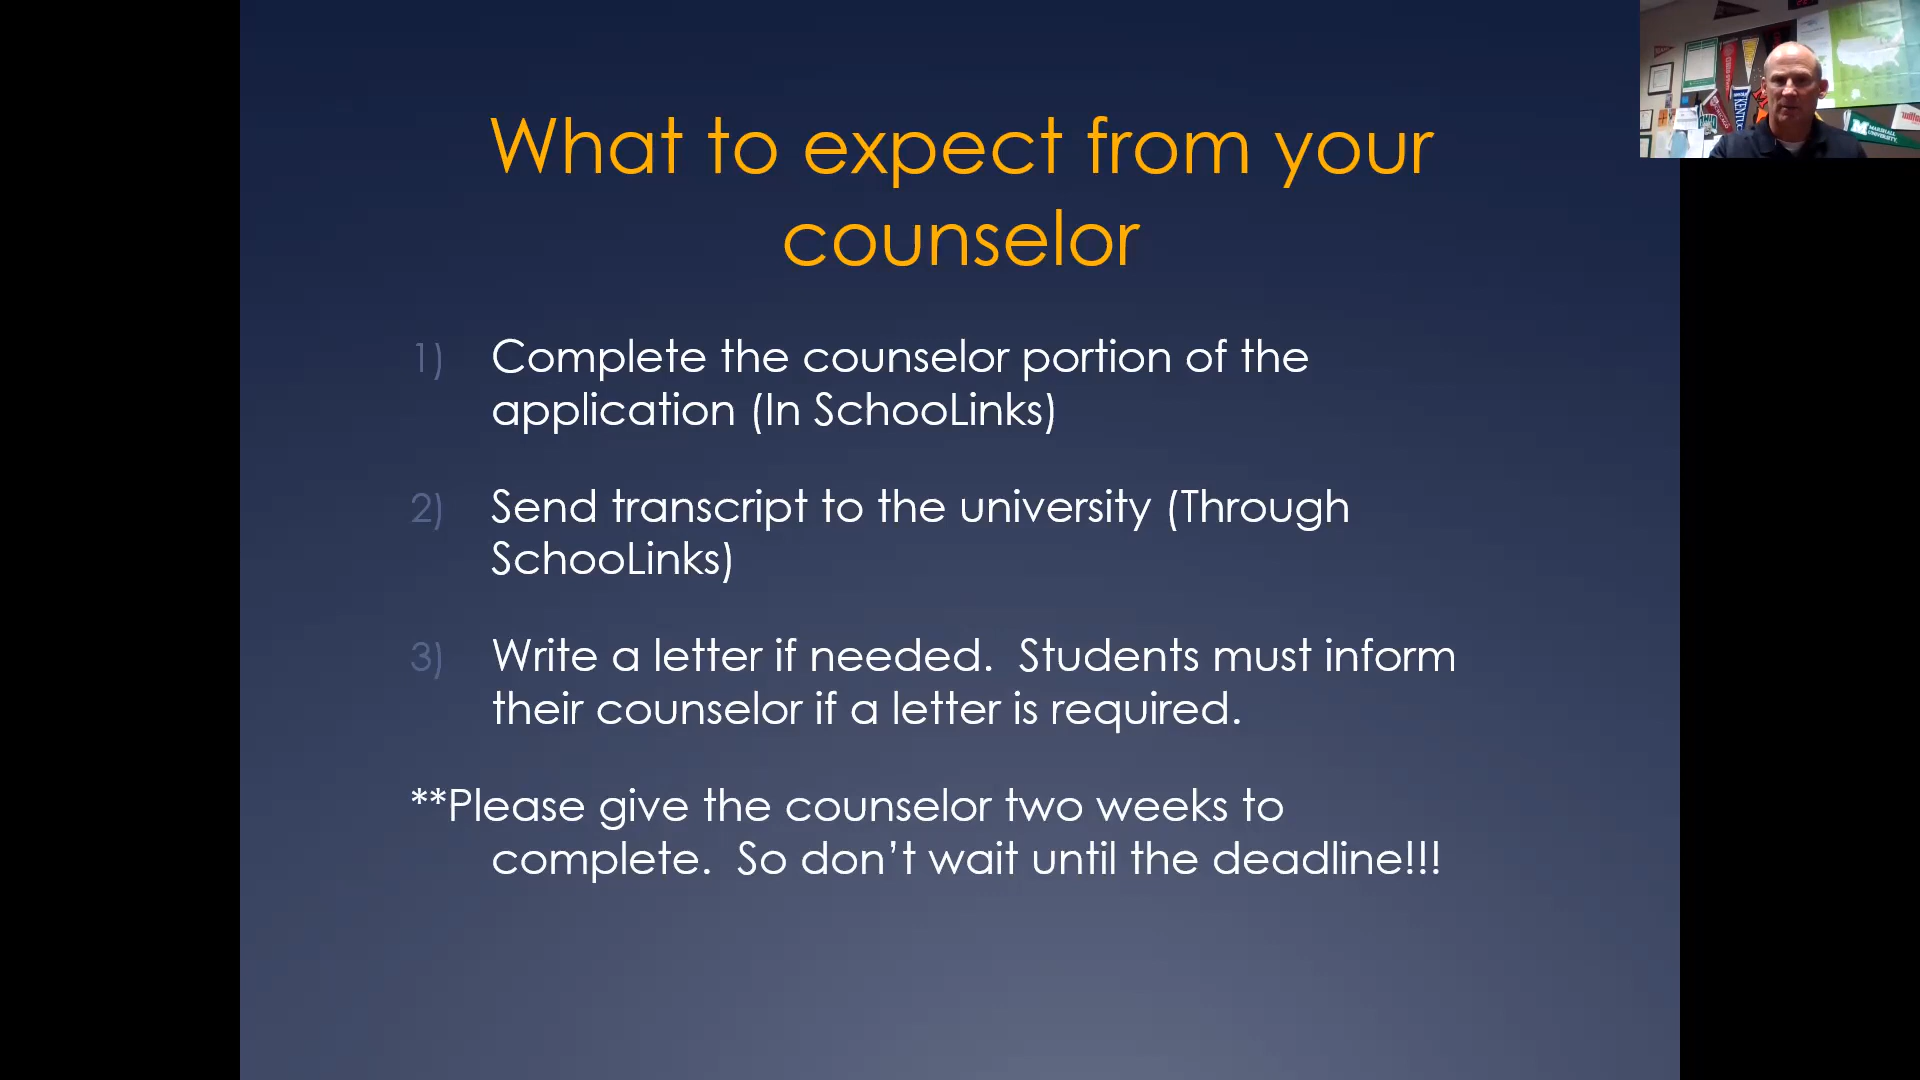 What to expect from your
counselor
1) Complete the counselor portion of the
application (In SchooLinks)
2) Send transcript to the university (Through
SchooLinks)
3) Write a letter if needed.  Students must inform
their counselor if a letter is required.
**Please give the counselor two weeks to
complete.  So don’t wait until the deadline!!!
MARSHALL
UNIVERSITY